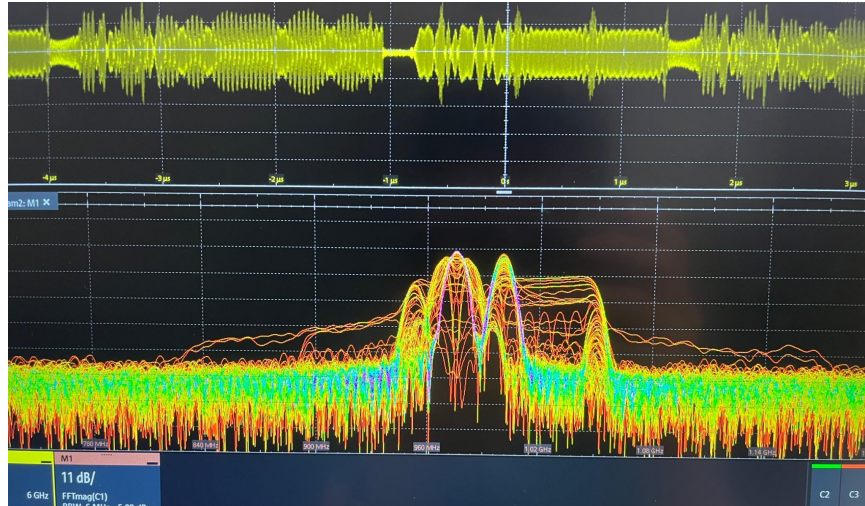 -4 µs -3 µs -2 µs -1 µs 0s 1 µs 2 µs 3 µs
am2: M1 ×
780 MHz 840 MHz 900 MHz 960 MHz 1.02 GHz 1.08 GHz 1.14 GHz
M1
11 dB/
6 GHz FFTmag(C1) C2 C3